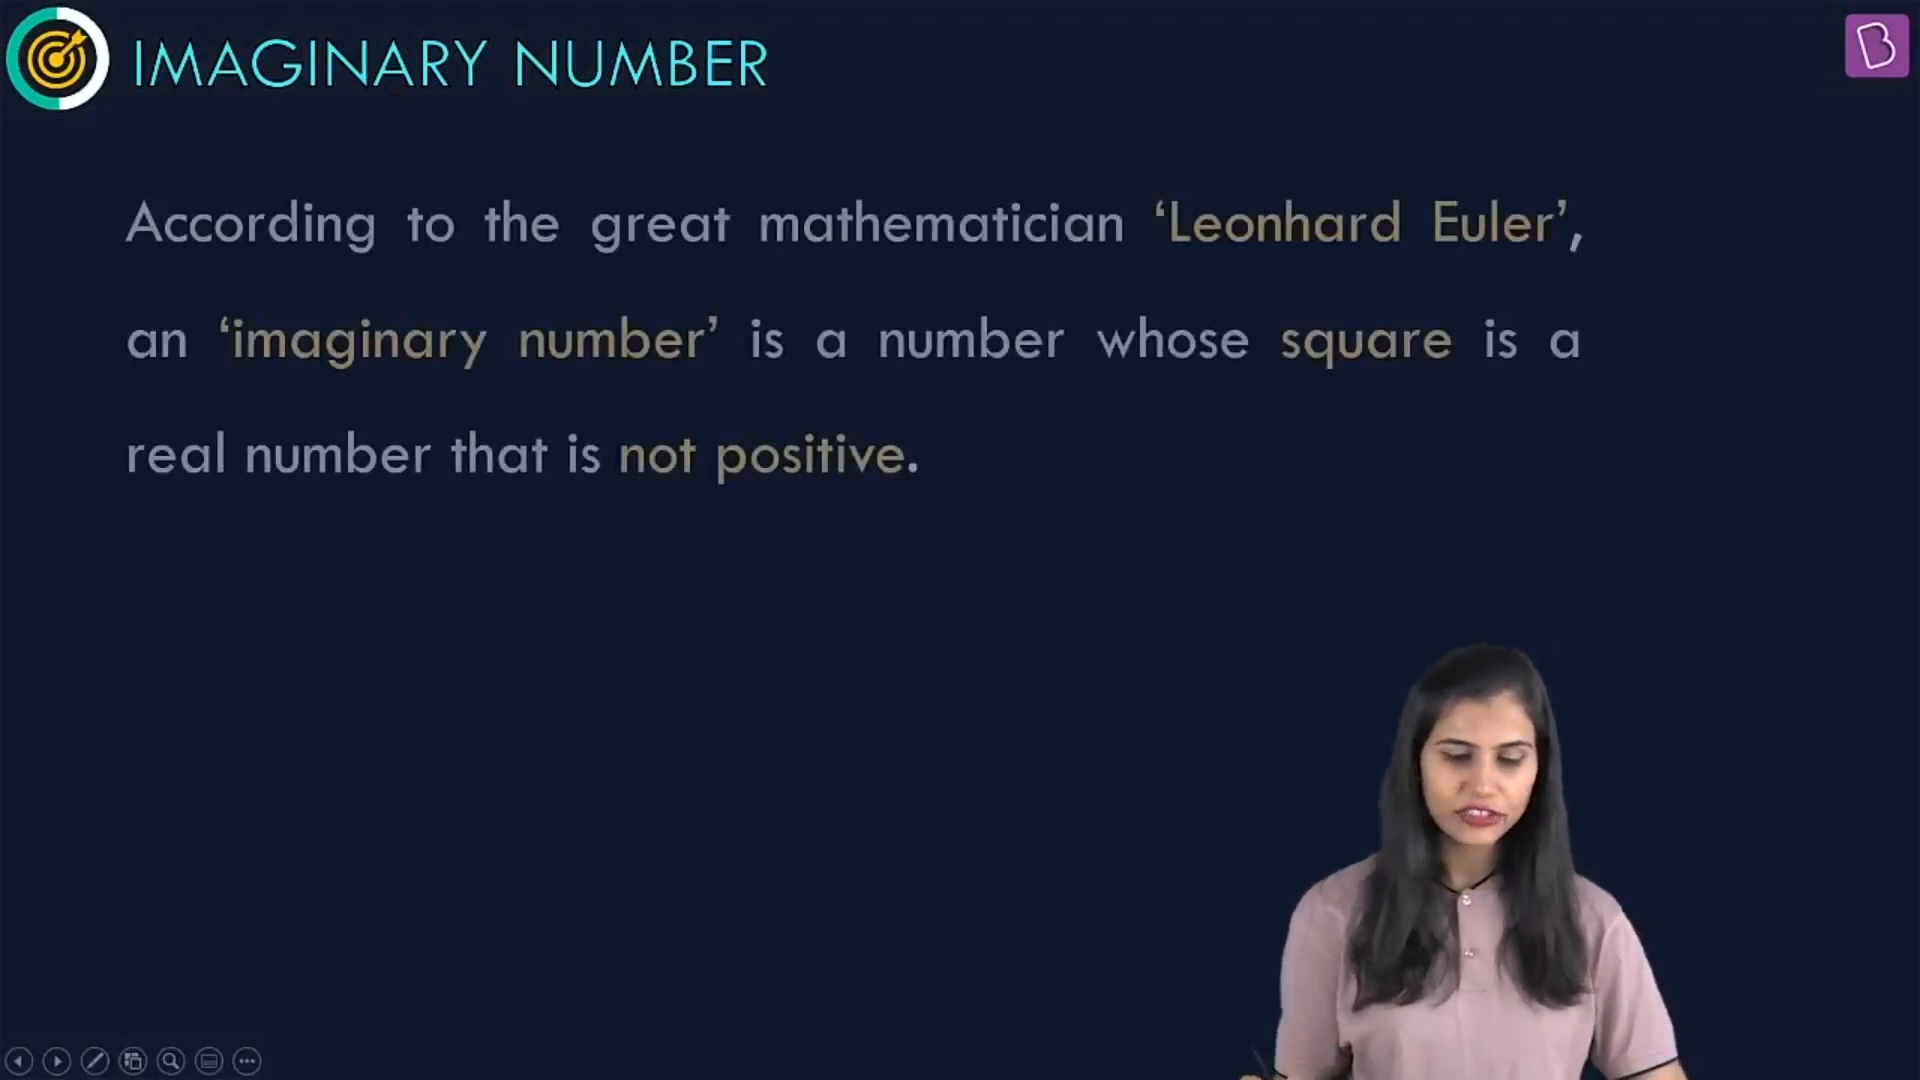 IMAGINARY NUMBER
According to the great mathematician ‘Leonhard Euler’,
an ‘imaginary number’ is a number whose square is a
real number that is not positive.